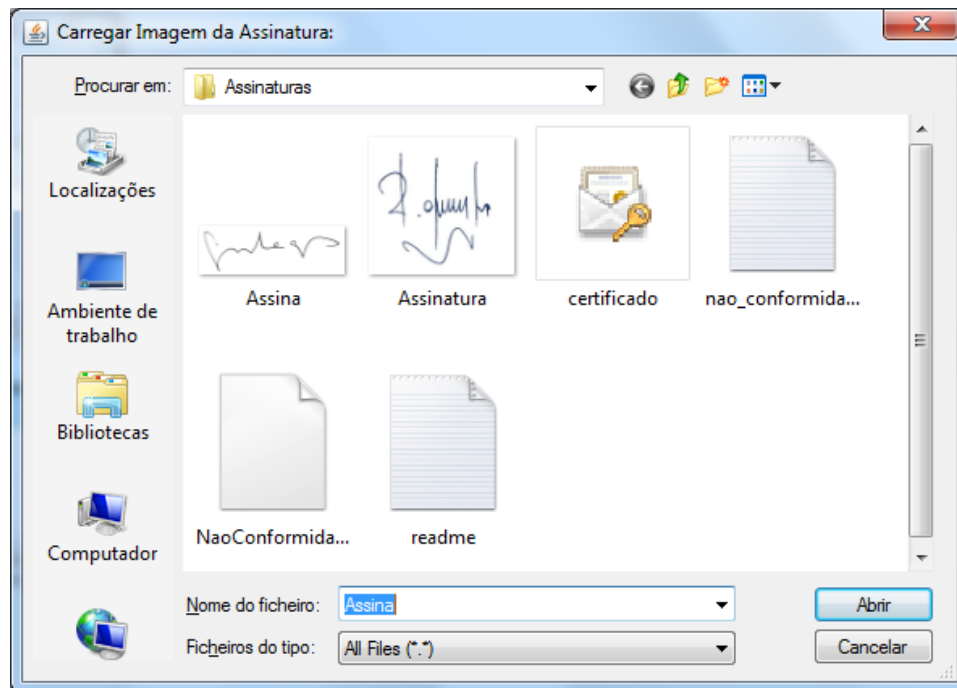 Carregar Imagem da Assinatura:
Procurar em:
Assinaturas
Localizações
Ambiente de
trabalho
Bibliotecas
Computador
Assina
Assinatura
certificado
nao_conformida...
NaoConformida...
readme
Nome do ficheiro:
Assina
Abrir
Ficheiros do tipo:
All Files (*.*)
Cancelar